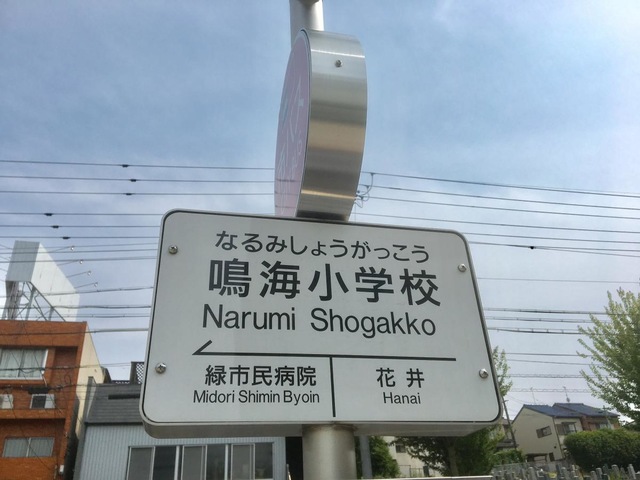 なるみしょうがっこう
鳴海小学校
Narumi Shogakko
緑市民病院 花井
Midori Shimin Byoin Hanai